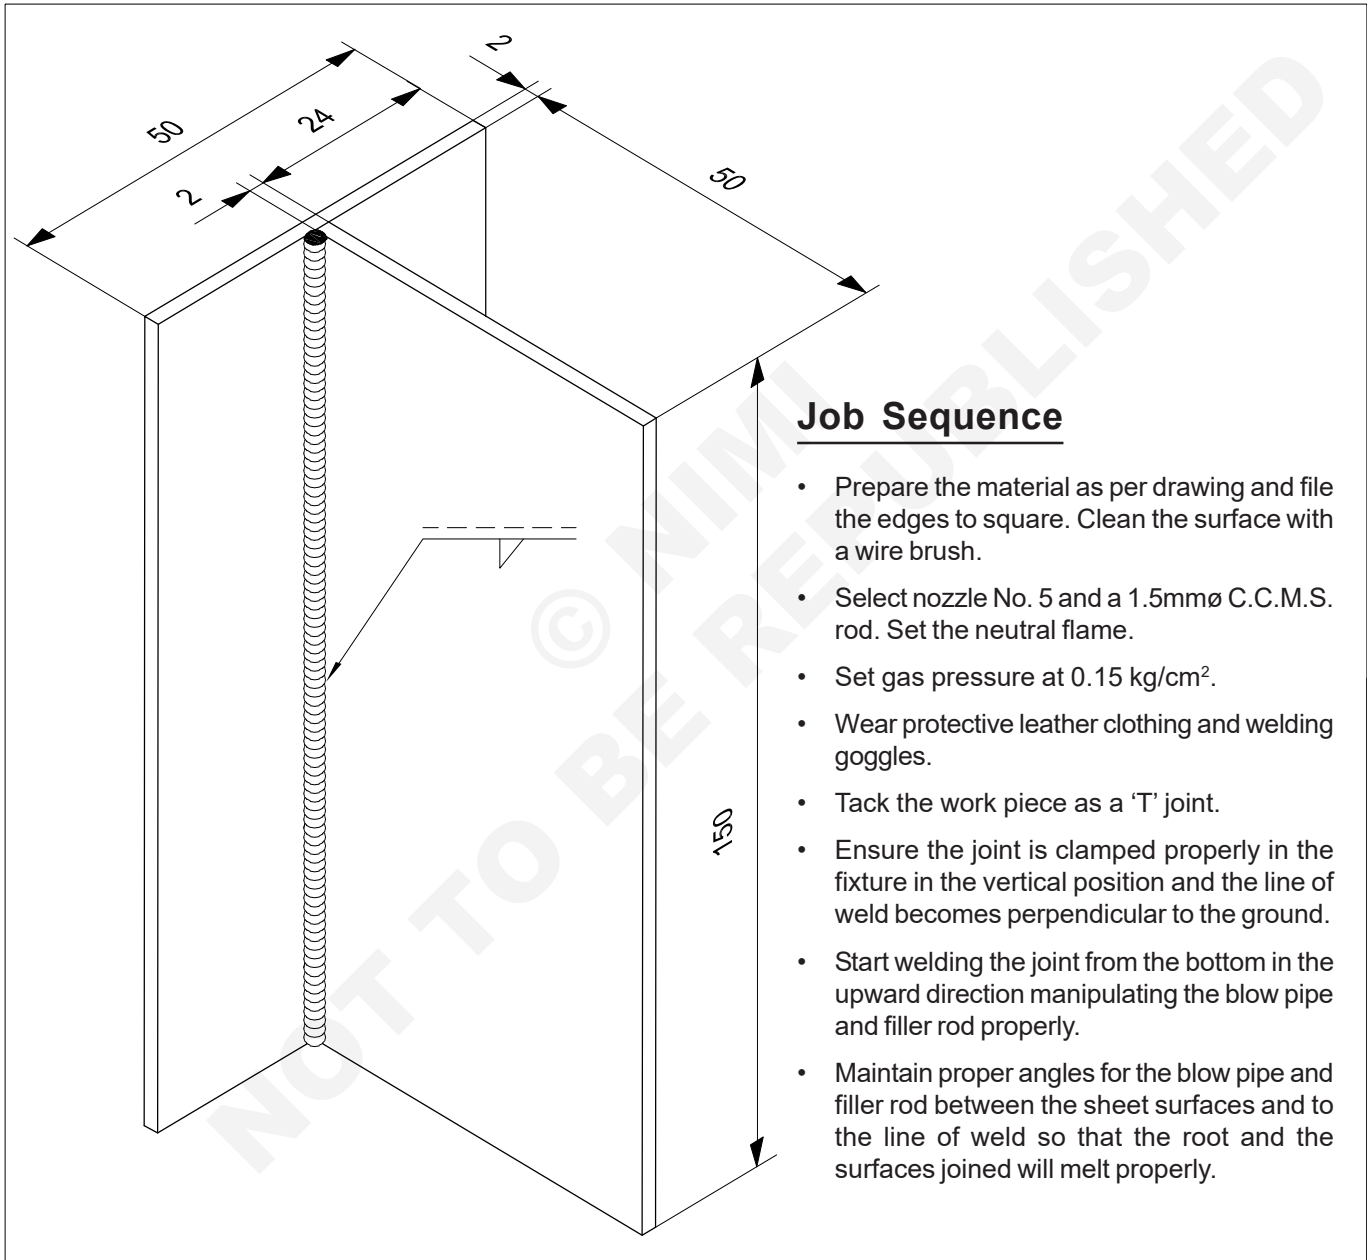 2
50
24
2
50
150
Job Sequence
• Prepare the material as per drawing and file
the edges to square. Clean the surface with
a wire brush.
• Select nozzle No. 5 and a 1.5mmø C.C.M.S.
rod. Set the neutral flame.
• Set gas pressure at 0.15 kg/cm².
• Wear protective leather clothing and welding
goggles.
• Tack the work piece as a ‘T’ joint.
• Ensure the joint is clamped properly in the
fixture in the vertical position and the line of
weld becomes perpendicular to the ground.
• Start welding the joint from the bottom in the
upward direction manipulating the blow pipe
and filler rod properly.
• Maintain proper angles for the blow pipe and
filler rod between the sheet surfaces and to
the line of weld so that the root and the
surfaces joined will melt properly.
© NIMI
NOT TO BE REPUBLISHED